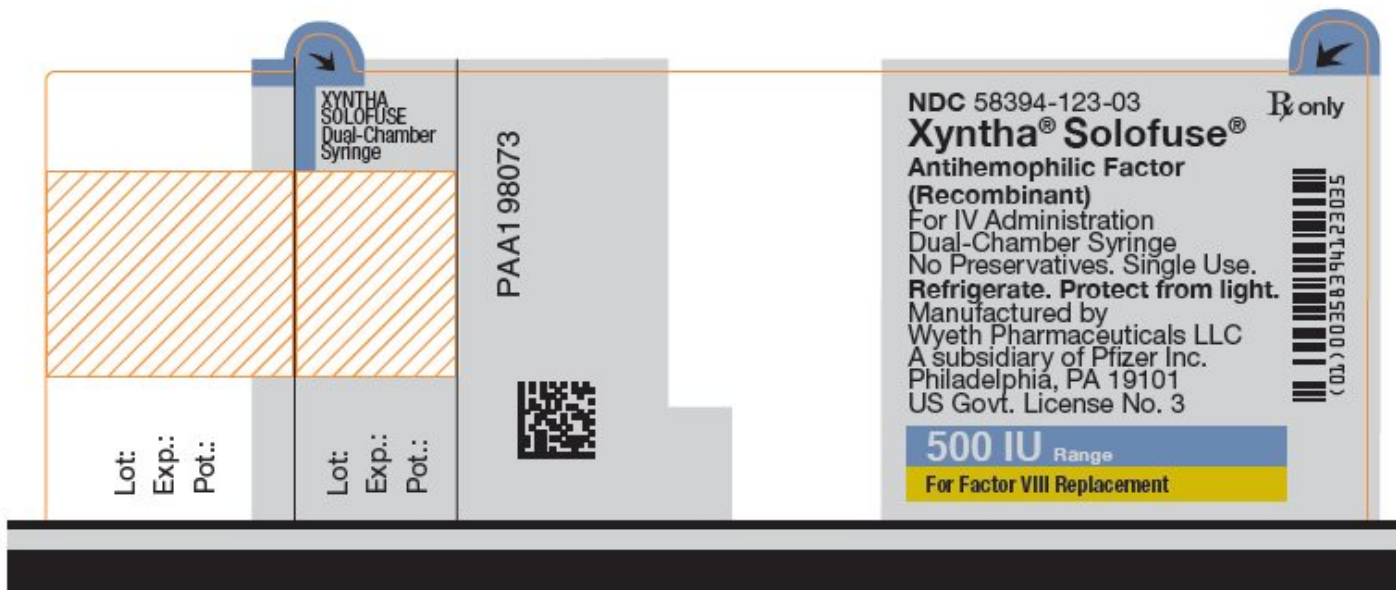 XYNTHA
SOLOFUSE
Dual-Chamber
Syringe
Lot:
Exp.:
Pot.:
Lot:
Exp.:
Pot.:
PAA198073
NDC 58394-123-03
Rx only
Xyntha® Solofuse®
Antihemophilic Factor
(Recombinant)
For IV Administration
Dual-Chamber Syringe
No Preservatives. Single Use.
Refrigerate. Protect from light.
Manufactured by
Wyeth Pharmaceuticals LLC
A subsidiary of Pfizer Inc.
Philadelphia, PA 19101
US Govt. License No. 3
500 IU Range
For Factor VIII Replacement
(01)00358394123035